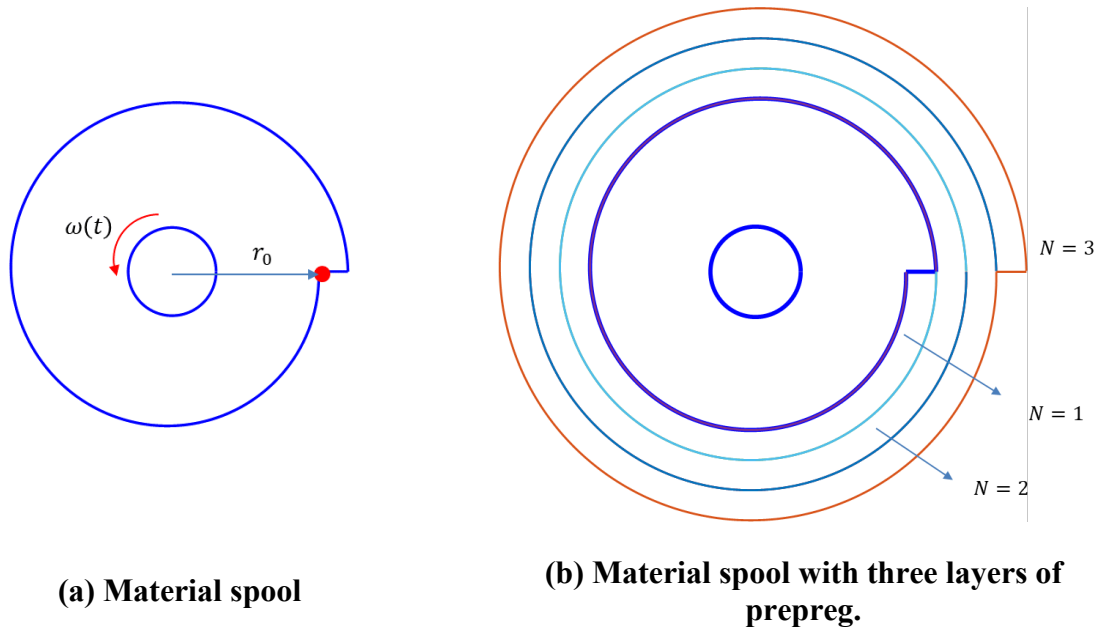 ω(t)
r₀
N = 3
N = 1
N = 2
(a) Material spool
(b) Material spool with three layers of
prepreg.